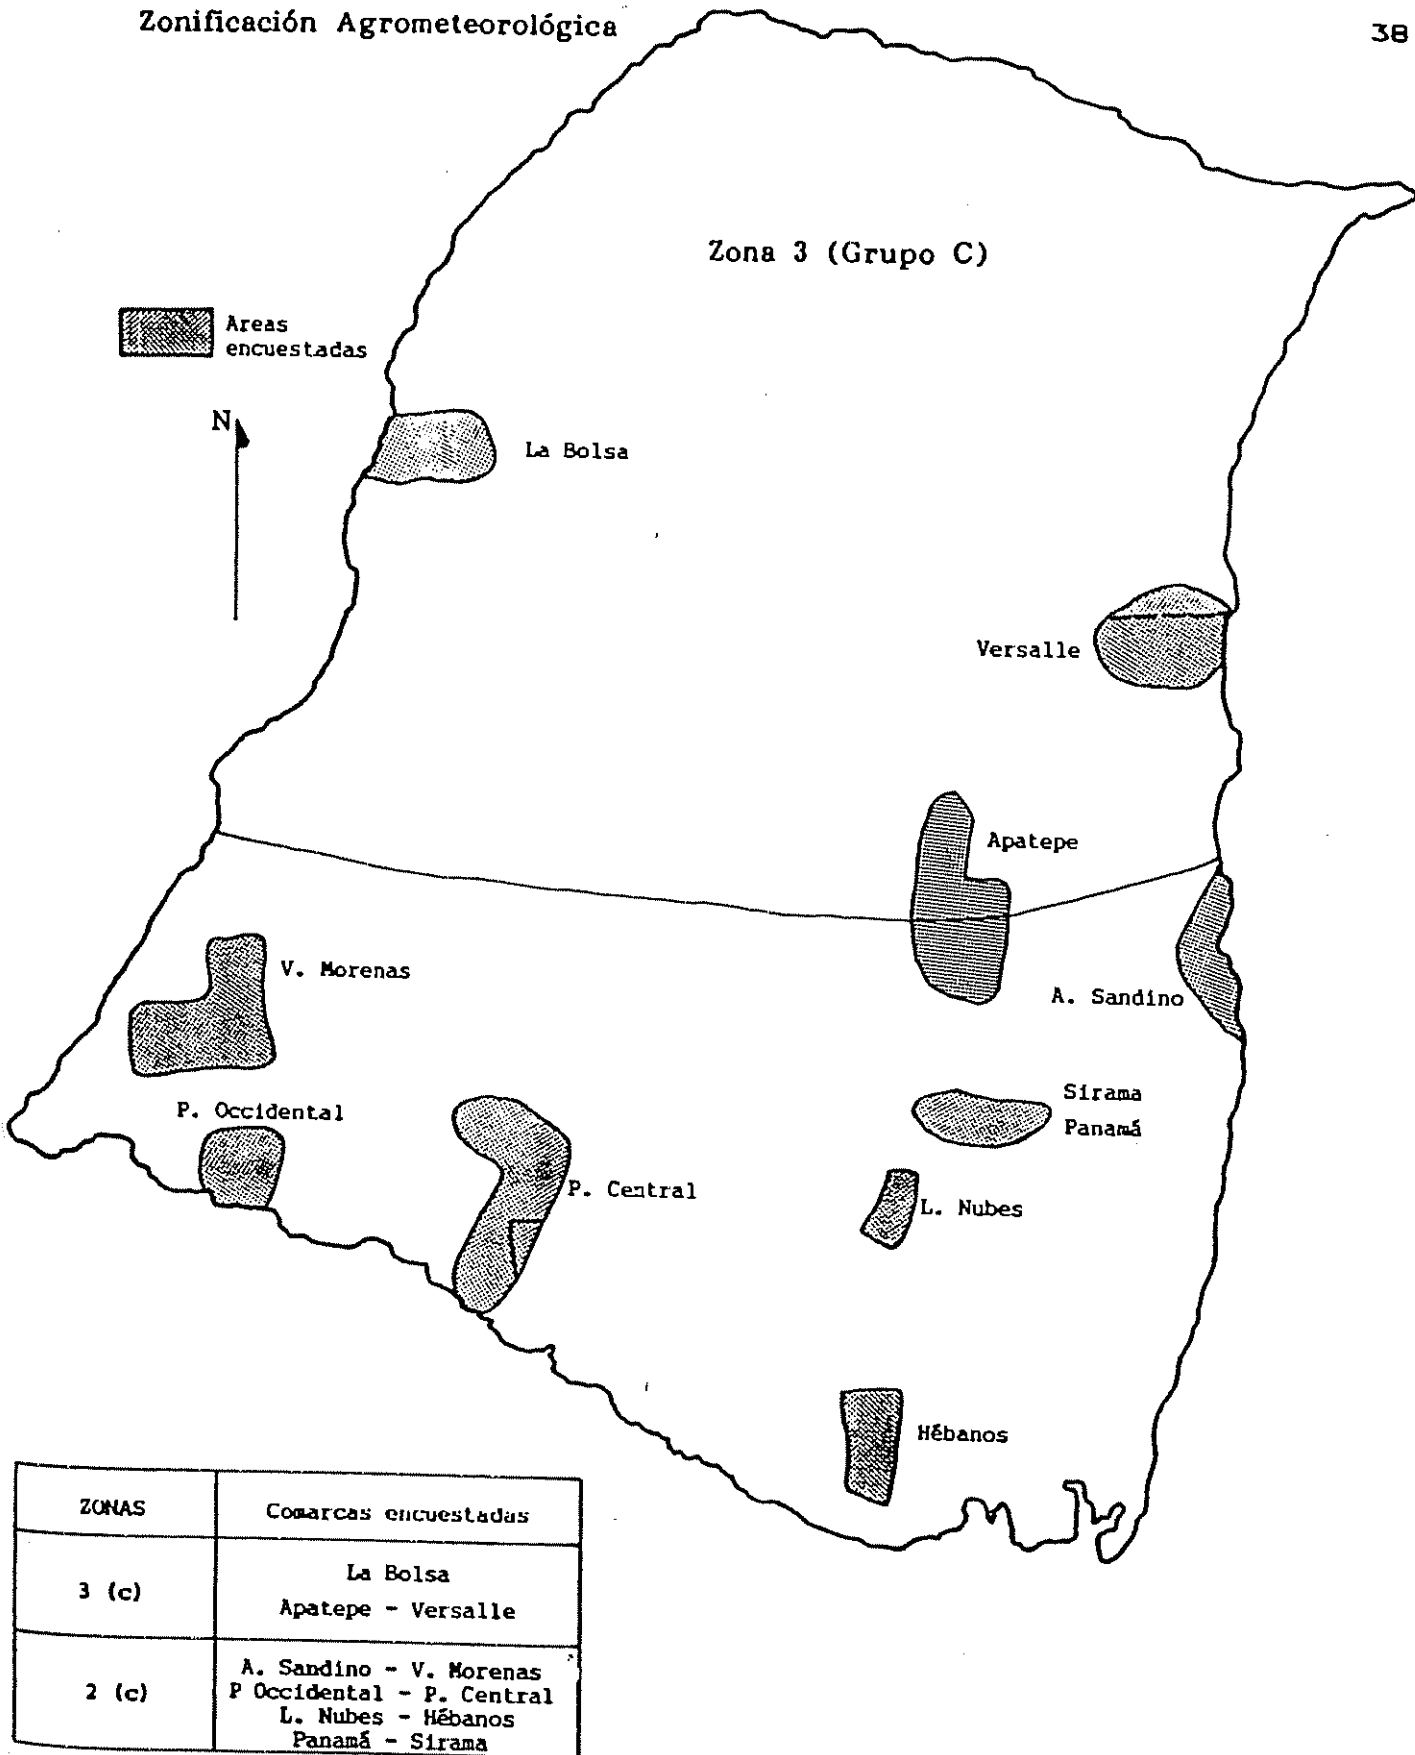 Zonificación Agrometeorológica
38
Zona 3 (Grupo C)
Areas
encuestadas
N
La Bolsa
Versalle
Apatepe
V. Morenas
A. Sandino
P. Occidental
Sirama
Panamá
P. Central
L. Nubes
Hébanos
ZONAS
Comarcas encuestadas
3 (c)
La Bolsa
Apatepe - Versalle
2 (c)
A. Sandino - V. Morenas
P Occidental - P. Central
L. Nubes - Hébanos
Panamá - Sirama